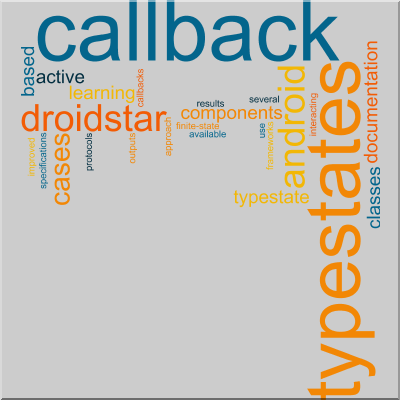 callback
based
active
learning
callbacks
droidstar
results
several
components
android
interacting
documentation
typestates
finite-state
available
use
frameworks
approach
outputs
protocols
cases
specifications
improved
typestate
classes